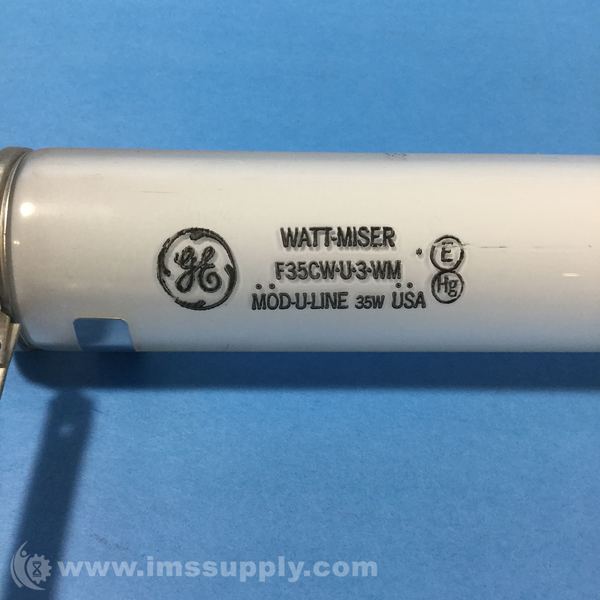 GE
WATT-MISER
F35CW-U-3-WM
MOD-U-LINE 35W USA
E
Hg
www.imssupply.com